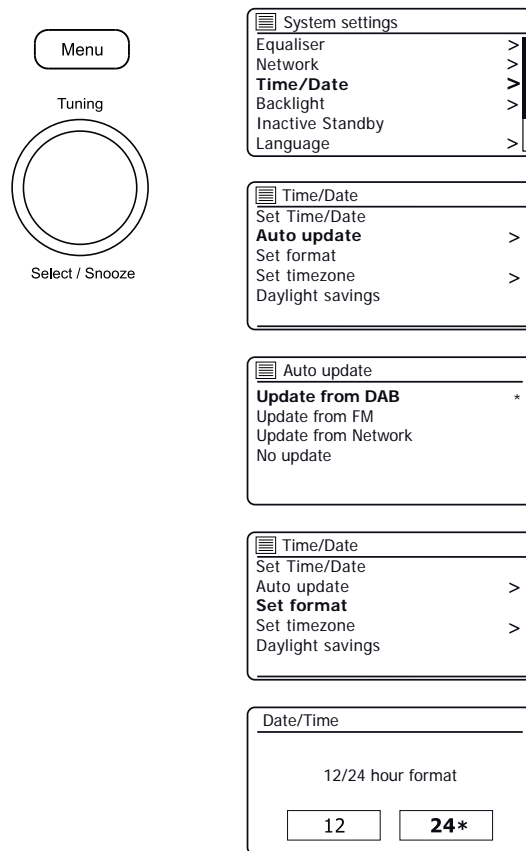 Menu
Tuning
Select / Snooze
System settings
Equaliser >
Network >
Time/Date >
Backlight >
Inactive Standby
Language >
Time/Date
Set Time/Date
Auto update >
Set format
Set timezone >
Daylight savings
Auto update
Update from DAB *
Update from FM
Update from Network
No update
Time/Date
Set Time/Date
Auto update >
Set format
Set timezone >
Daylight savings
Date/Time
12/24 hour format
12 24*